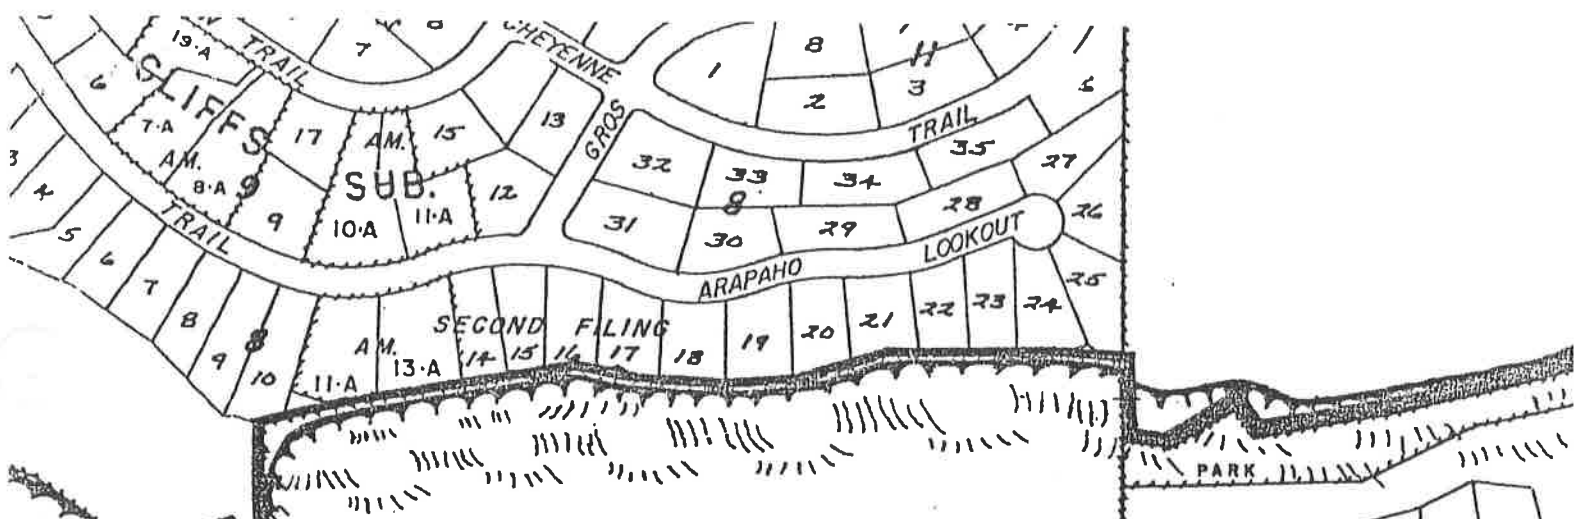 19·A
TRAIL
7
8
CHEYENNE
1
8
H
2
3
TRAIL
6
CLIFFS
7·A
AM.
8·A
9
17
AM.
15
13
GROS
SUB.
32
33
34
35
27
8
9
10·A
11·A
12
31
30
29
28
26
TRAIL
ARAPAHO
LOOKOUT
3
4
5
6
7
8
9
8
10
AM.
11·A
13·A
SECOND FILING
14
15
16
17
18
19
20
21
22
23
24
25
PARK